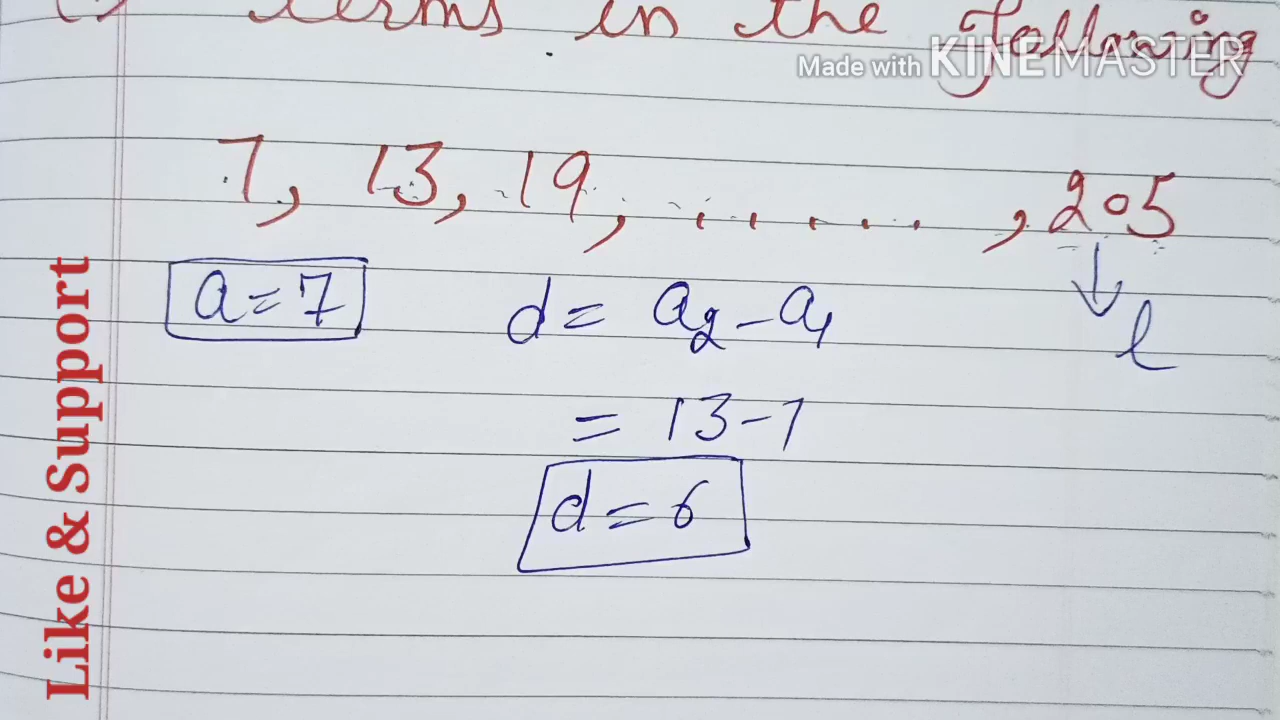 terms in the following
Made with KINEMASTER
7, 13, 19, ......, 205
a = 7
d = a2 - a1
l
= 13 - 7
d = 6
Like & Support